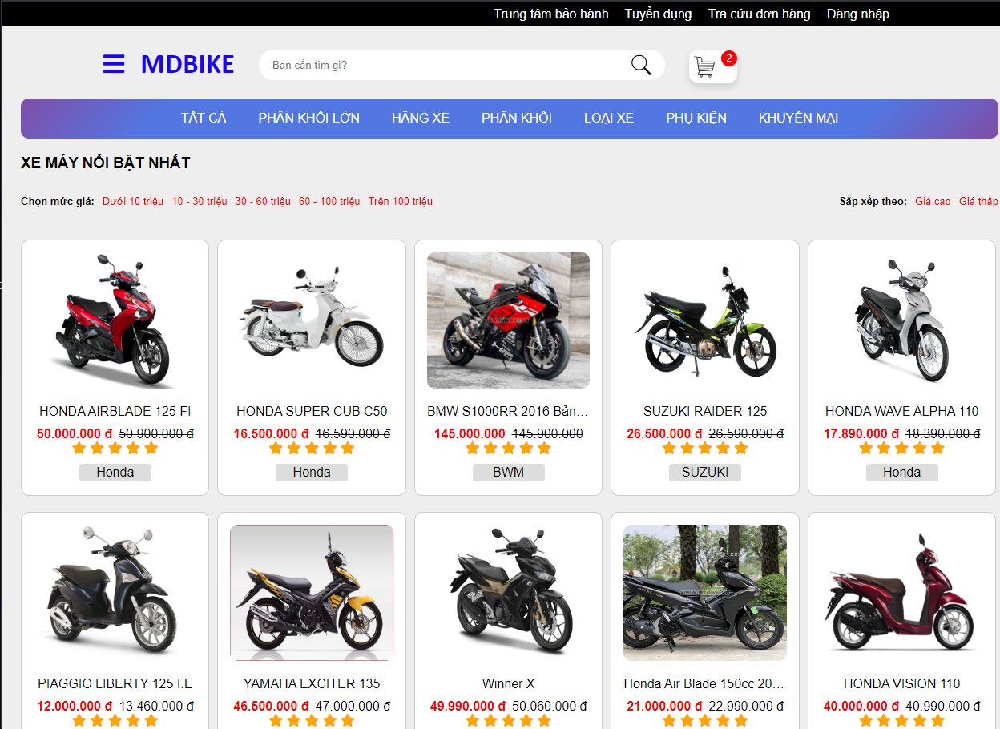 Trung tâm bảo hành Tuyển dụng Tra cứu đơn hàng Đăng nhập
MDBIKE Bạn cần tìm gì? 2
TẤT CẢ PHÂN KHỐI LỚN HÃNG XE PHÂN KHỐI LOẠI XE PHỤ KIỆN KHUYẾN MẠI
XE MÁY NỔI BẬT NHẤT
Chọn mức giá: Dưới 10 triệu 10 - 30 triệu 30 - 60 triệu 60 - 100 triệu Trên 100 triệu Sắp xếp theo: Giá cao Giá thấp
HONDA AIRBLADE 125 FI HONDA SUPER CUB C50 BMW S1000RR 2016 Bản... SUZUKI RAIDER 125 HONDA WAVE ALPHA 110
50.000.000 đ 50.900.000 đ 16.500.000 đ 16.590.000 đ 145.000.000 145.900.000 26.500.000 đ 26.590.000 đ 17.890.000 đ 18.390.000 đ
Honda Honda BWM SUZUKI Honda
PIAGGIO LIBERTY 125 I.E YAMAHA EXCITER 135 Winner X Honda Air Blade 150cc 20... HONDA VISION 110
12.000.000 đ 13.460.000 đ 46.500.000 đ 47.000.000 đ 49.990.000 đ 50.060.000 đ 21.000.000 đ 22.990.000 đ 40.000.000 đ 40.990.000 đ